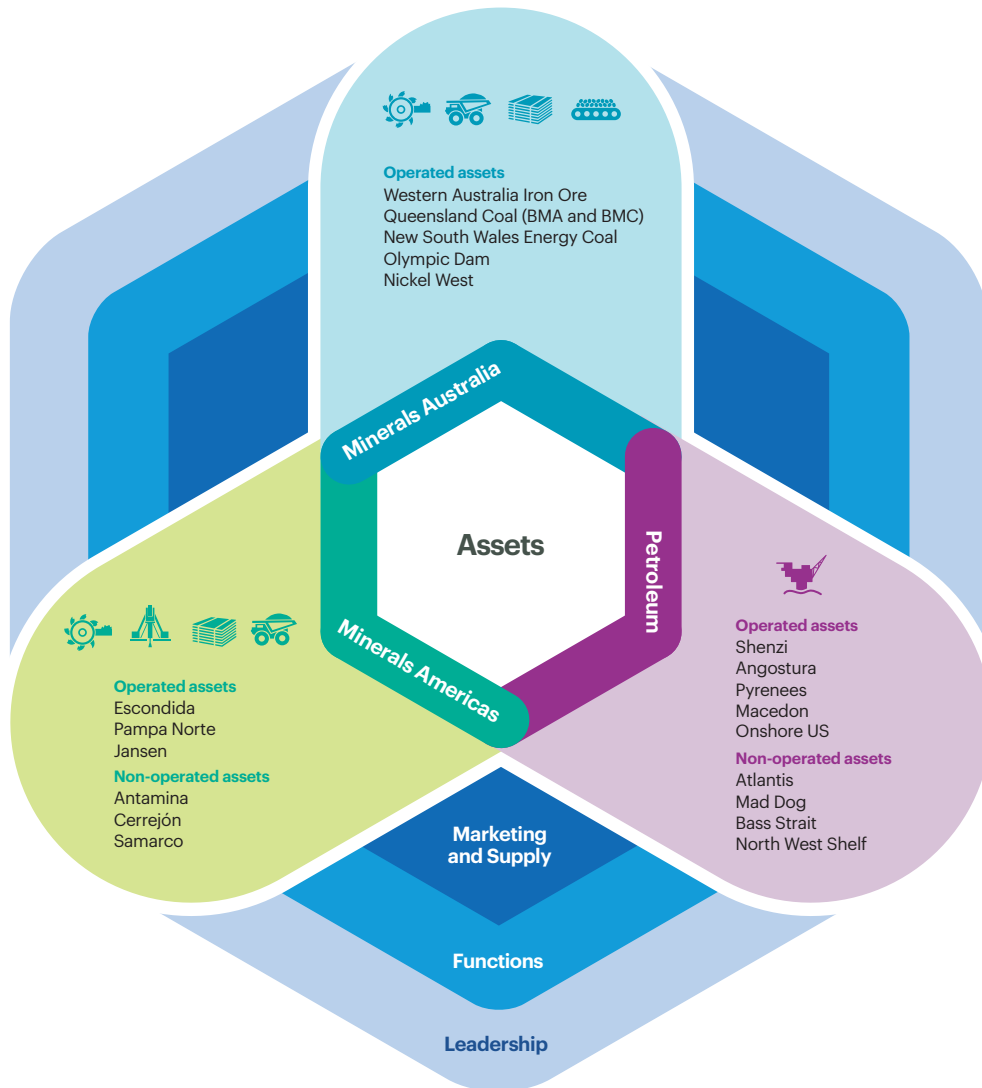 Operated assets
Western Australia Iron Ore
Queensland Coal (BMA and BMC)
New South Wales Energy Coal
Olympic Dam
Nickel West
Minerals Australia
Assets
Petroleum
Minerals Americas
Operated assets
Escondida
Pampa Norte
Jansen
Non-operated assets
Antamina
Cerrejón
Samarco
Operated assets
Shenzi
Angostura
Pyrenees
Macedon
Onshore US
Non-operated assets
Atlantis
Mad Dog
Bass Strait
North West Shelf
Marketing
and Supply
Functions
Leadership